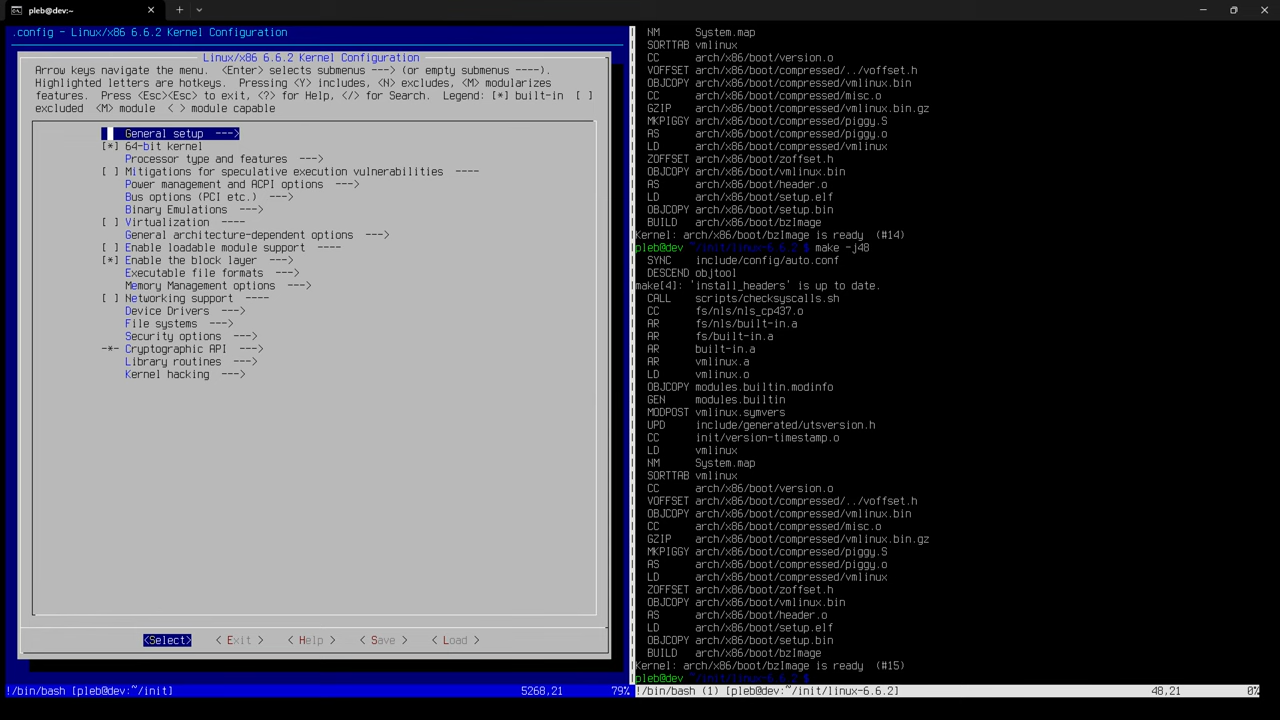 pleb@dev:~
.config - Linux/x86 6.6.2 Kernel Configuration
Linux/x86 6.6.2 Kernel Configuration
Arrow keys navigate the menu.  <Enter> selects submenus ---> (or empty submenus ----).
Highlighted letters are hotkeys.  Pressing <Y> includes, <N> excludes, <M> modularizes
features.  Press <Esc><Esc> to exit, <?> for Help, </> for Search.  Legend: [*] built-in  [ ]
excluded  <M> module  < > module capable
General setup  --->
[*] 64-bit kernel
Processor type and features  --->
[ ] Mitigations for speculative execution vulnerabilities  ----
Power management and ACPI options  --->
Bus options (PCI etc.)  --->
Binary Emulations  --->
[ ] Virtualization  ----
General architecture-dependent options  --->
[ ] Enable loadable module support  ----
[*] Enable the block layer  --->
Executable file formats  --->
Memory Management options  --->
[ ] Networking support  ----
Device Drivers  --->
File systems  --->
Security options  --->
-*- Cryptographic API  --->
Library routines  --->
Kernel hacking  --->
<Select>    < Exit >    < Help >    < Save >    < Load >
!/bin/bash [pleb@dev:~/init]    5268,21    79%
NM      System.map
SORTTAB vmlinux
CC      arch/x86/boot/version.o
VOFFSET arch/x86/boot/compressed/../voffset.h
OBJCOPY arch/x86/boot/compressed/vmlinux.bin
CC      arch/x86/boot/compressed/misc.o
GZIP    arch/x86/boot/compressed/vmlinux.bin.gz
MKPIGGY arch/x86/boot/compressed/piggy.S
AS      arch/x86/boot/compressed/piggy.o
LD      arch/x86/boot/compressed/vmlinux
ZOFFSET arch/x86/boot/zoffset.h
OBJCOPY arch/x86/boot/vmlinux.bin
AS      arch/x86/boot/header.o
LD      arch/x86/boot/setup.elf
OBJCOPY arch/x86/boot/setup.bin
BUILD   arch/x86/boot/bzImage
Kernel: arch/x86/boot/bzImage is ready  (#14)
pleb@dev ~/init/linux-6.6.2 $ make -j48
SYNC    include/config/auto.conf
DESCEND objtool
make[4]: 'install_headers' is up to date.
CALL    scripts/checksyscalls.sh
CC      fs/nls/nls_cp437.o
AR      fs/nls/built-in.a
AR      fs/built-in.a
AR      built-in.a
AR      vmlinux.a
LD      vmlinux.o
OBJCOPY modules.builtin.modinfo
GEN     modules.builtin
MODPOST vmlinux.symvers
UPD     include/generated/utsversion.h
CC      init/version-timestamp.o
LD      vmlinux
NM      System.map
SORTTAB vmlinux
CC      arch/x86/boot/version.o
VOFFSET arch/x86/boot/compressed/../voffset.h
OBJCOPY arch/x86/boot/compressed/vmlinux.bin
CC      arch/x86/boot/compressed/misc.o
GZIP    arch/x86/boot/compressed/vmlinux.bin.gz
MKPIGGY arch/x86/boot/compressed/piggy.S
AS      arch/x86/boot/compressed/piggy.o
LD      arch/x86/boot/compressed/vmlinux
ZOFFSET arch/x86/boot/zoffset.h
OBJCOPY arch/x86/boot/vmlinux.bin
AS      arch/x86/boot/header.o
LD      arch/x86/boot/setup.elf
OBJCOPY arch/x86/boot/setup.bin
BUILD   arch/x86/boot/bzImage
Kernel: arch/x86/boot/bzImage is ready  (#15)
pleb@dev ~/init/linux-6.6.2 $
!/bin/bash (1) [pleb@dev:~/init/linux-6.6.2]    48,21    0%